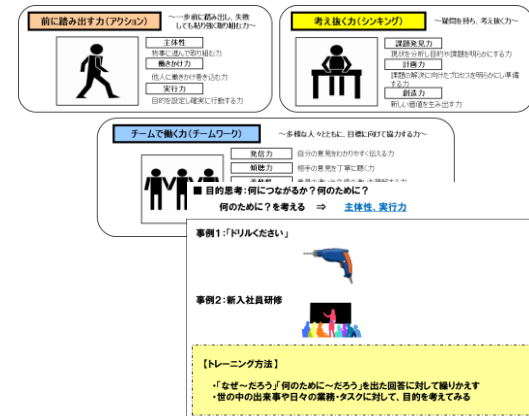 前に踏み出す力(アクション)
～一歩前に踏み出し、失敗
しても粘り強く取り組む力～
主体性
物事に進んで取り組む力
働きかけ力
他人に働きかけ巻き込む力
実行力
目的を設定し確実に行動する力
考え抜く力(シンキング)
～疑問を持ち、考え抜く力～
課題発見力
現状を分析し目的や課題を明らかにする力
計画力
課題の解決に向けたプロセスを明らかにし準備
する力
創造力
新しい価値を生み出す力
チームで働く力(チームワーク)
～多様な人々とともに、目標に向けて協力する力～
発信力
自分の意見をわかりやすく伝える力
傾聴力
相手の意見を丁寧に聴く力
■ 目的思考:何につながるか？何のために？
何のために？を考える ⇒ 主体性、実行力
事例1:「ドリルください」
事例2:新入社員研修
【トレーニング方法】
・「なぜ～だろう」「何のために～だろう」を出た回答に対して繰りかえす
・世の中の出来事や日々の業務・タスクに対して、目的を考えてみる